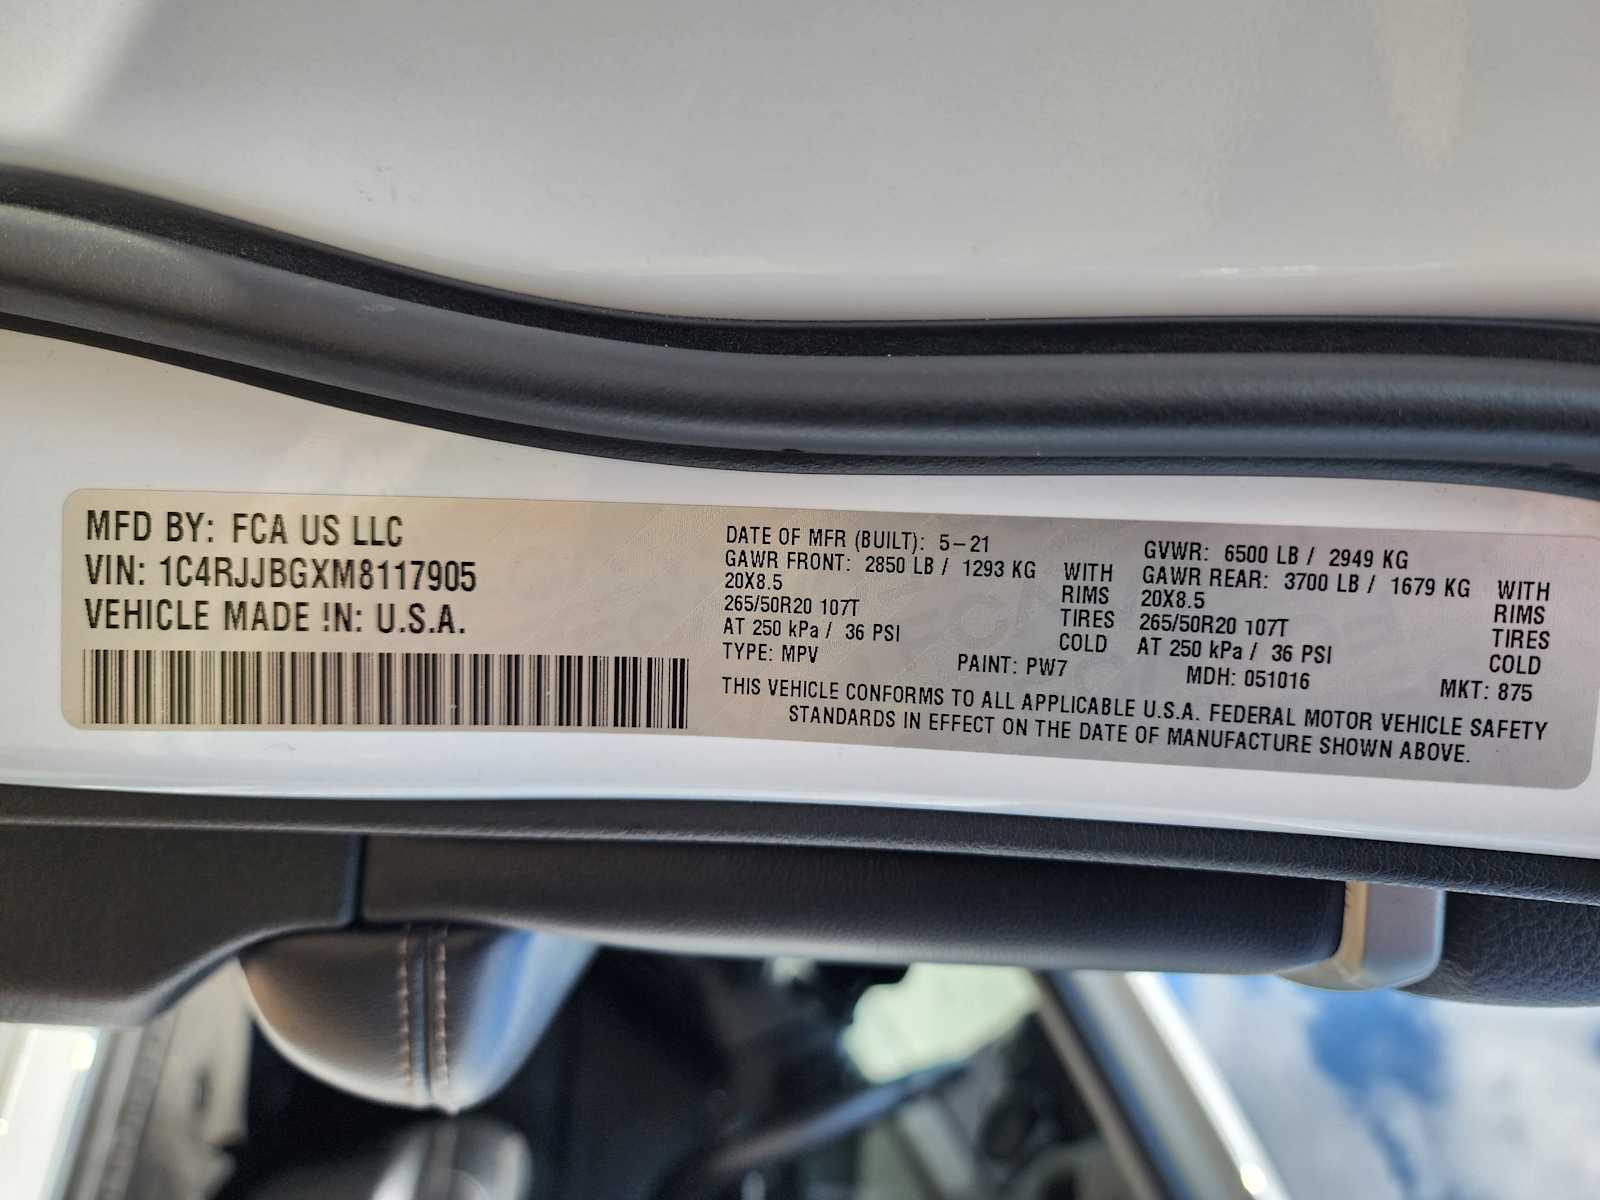 MFD BY: FCA US LLC
VIN: 1C4RJJBGXM8117905
VEHICLE MADE !N: U.S.A.
DATE OF MFR (BUILT): 5-21
GAWR FRONT: 2850 LB / 1293 KG WITH
20X8.5 RIMS
265/50R20 107T TIRES
AT 250 kPa / 36 PSI COLD
TYPE: MPV PAINT: PW7
GVWR: 6500 LB / 2949 KG
GAWR REAR: 3700 LB / 1679 KG WITH
20X8.5 RIMS
265/50R20 107T TIRES
AT 250 kPa / 36 PSI COLD
MDH: 051016 MKT: 875
THIS VEHICLE CONFORMS TO ALL APPLICABLE U.S.A. FEDERAL MOTOR VEHICLE SAFETY
STANDARDS IN EFFECT ON THE DATE OF MANUFACTURE SHOWN ABOVE.